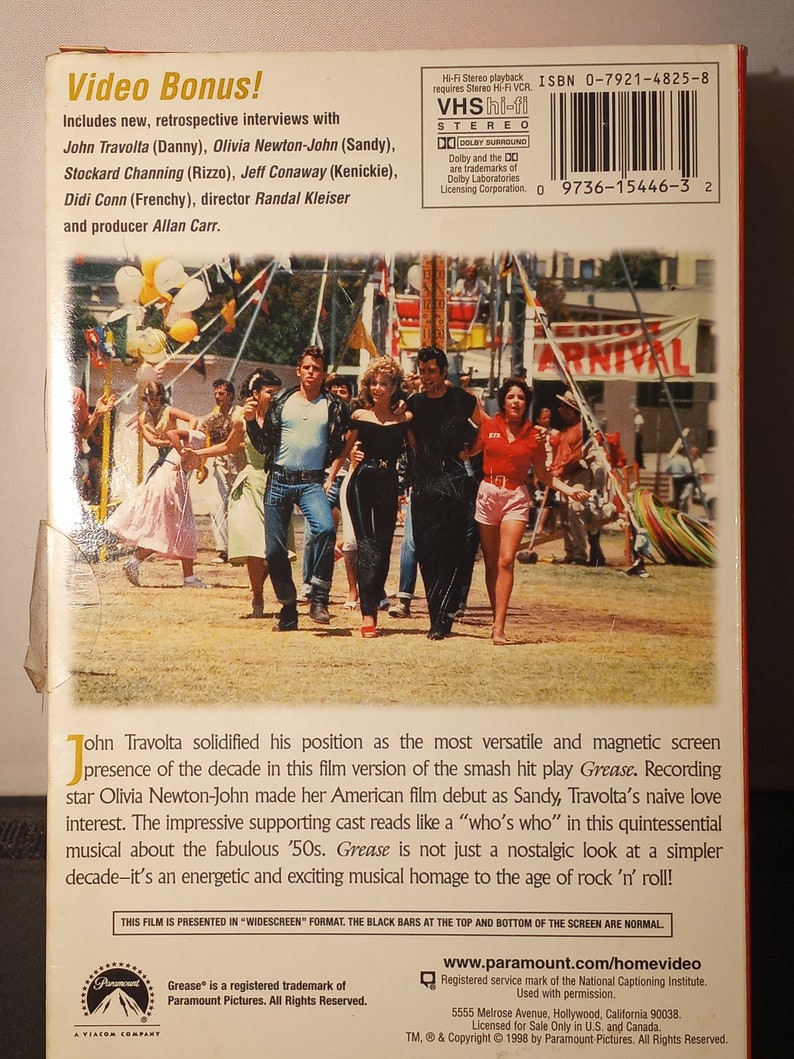 Video Bonus!
Includes new, retrospective interviews with
John Travolta (Danny), Olivia Newton-John (Sandy),
Stockard Channing (Rizzo), Jeff Conaway (Kenickie),
Didi Conn (Frenchy), director Randal Kleiser
and producer Allan Carr.
Hi-Fi Stereo playback
requires Stereo Hi-Fi VCR.
VHS hi-fi
STEREO
DOLBY SURROUND
Dolby and the DD
are trademarks of
Dolby Laboratories
Licensing Corporation.
ISBN 0-7921-4825-8
0 9736-15446-3 2
13:00
12:00
11:00
ENIOR
ARNIVAL
John Travolta solidified his position as the most versatile and magnetic screen
presence of the decade in this film version of the smash hit play Grease. Recording
star Olivia Newton-John made her American film debut as Sandy, Travolta's naive love
interest. The impressive supporting cast reads like a "who's who" in this quintessential
musical about the fabulous '50s. Grease is not just a nostalgic look at a simpler
decade–it's an energetic and exciting musical homage to the age of rock 'n' roll!
THIS FILM IS PRESENTED IN "WIDESCREEN" FORMAT. THE BLACK BARS AT THE TOP AND BOTTOM OF THE SCREEN ARE NORMAL.
Paramount
A VIACOM COMPANY
Grease® is a registered trademark of
Paramount Pictures. All Rights Reserved.
www.paramount.com/homevideo
Registered service mark of the National Captioning Institute.
Used with permission.
5555 Melrose Avenue, Hollywood, California 90038.
Licensed for Sale Only in U.S. and Canada.
TM, ® & Copyright © 1998 by Paramount Pictures. All Rights Reserved.